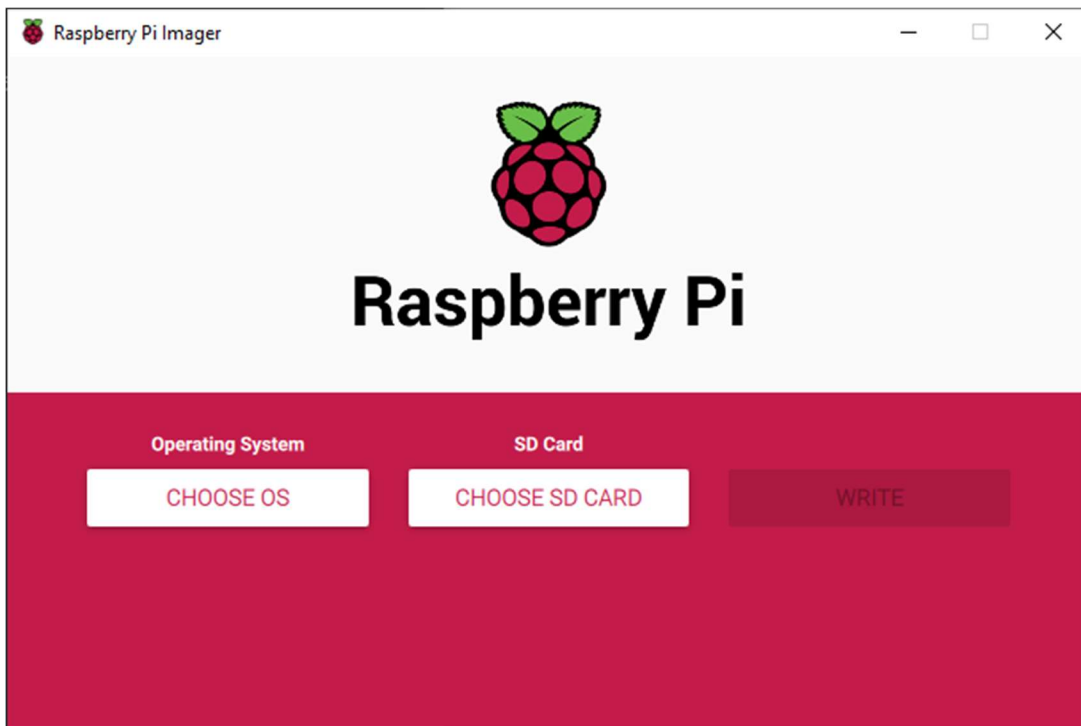 Raspberry Pi Imager
Raspberry Pi
Operating System
SD Card
CHOOSE OS
CHOOSE SD CARD
WRITE